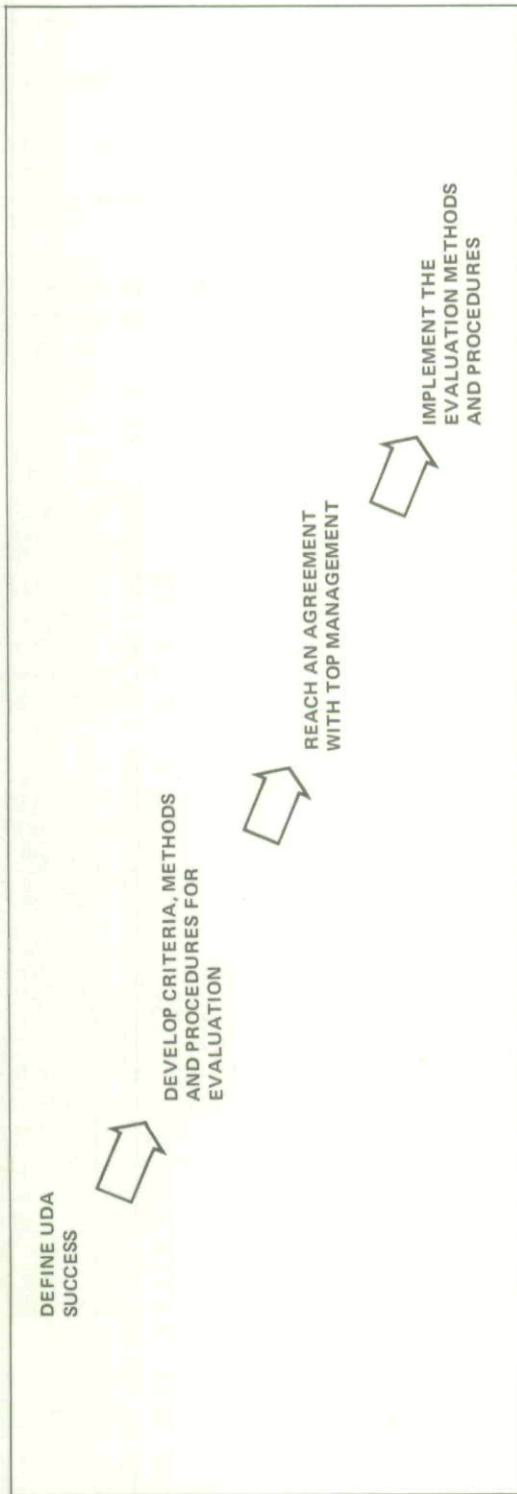 DEFINE UDA
SUCCESS
DEVELOP CRITERIA, METHODS
AND PROCEDURES FOR
EVALUATION
REACH AN AGREEMENT
WITH TOP MANAGEMENT
IMPLEMENT THE
EVALUATION METHODS
AND PROCEDURES